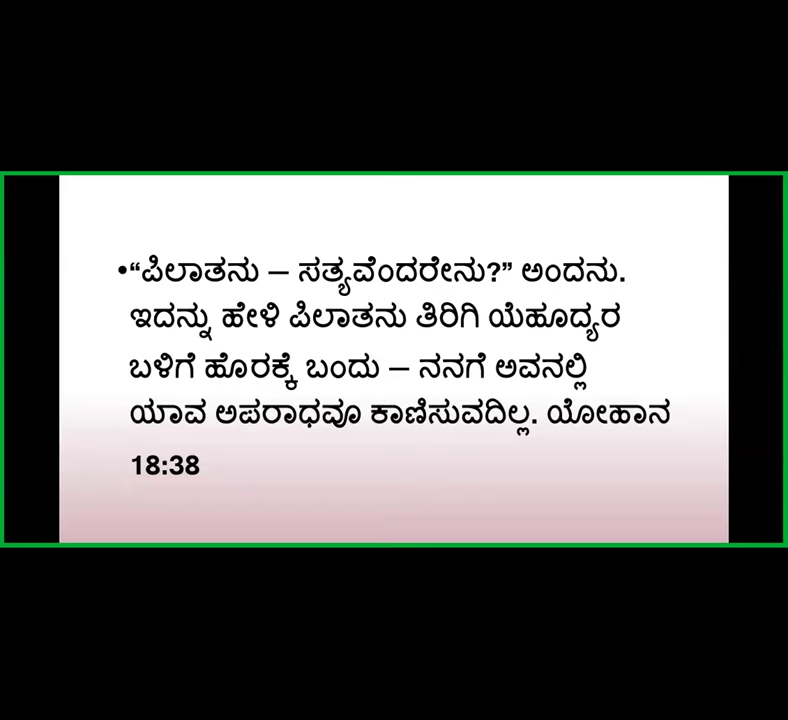 •“ಪಿಲಾತನು – ಸತ್ಯವೆಂದರೇನು?” ಅಂದನು.
ಇದನ್ನು ಹೇಳಿ ಪಿಲಾತನು ತಿರಿಗಿ ಯೆಹೂದ್ಯರ
ಬಳಿಗೆ ಹೊರಕ್ಕೆ ಬಂದು – ನನಗೆ ಅವನಲ್ಲಿ
ಯಾವ ಅಪರಾಧವೂ ಕಾಣಿಸುವದಿಲ್ಲ. ಯೋಹಾನ
18:38